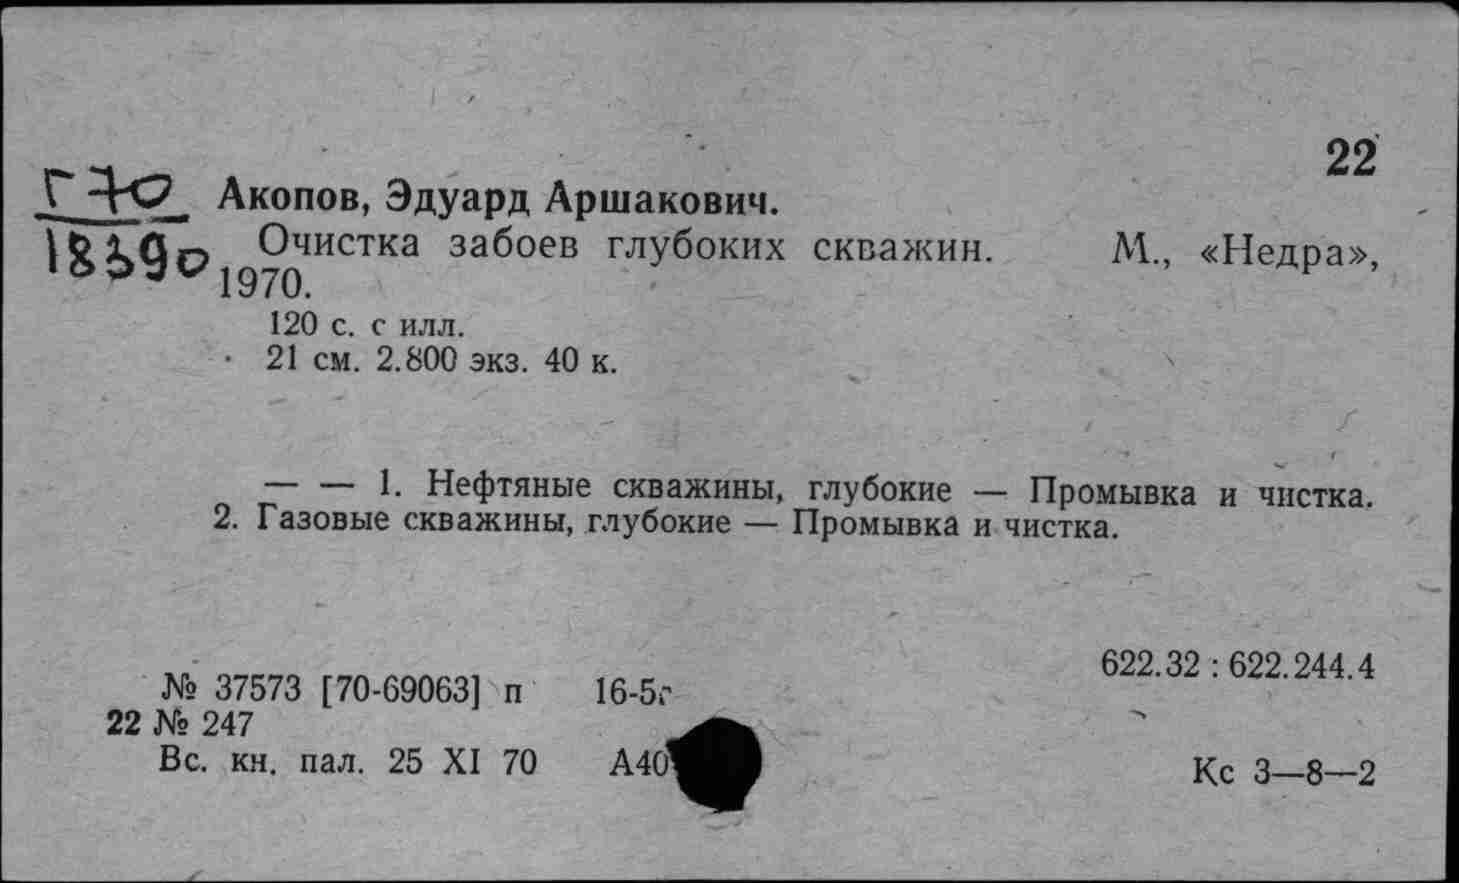 22
Г 70 Акопов, Эдуард Аршакович.
Очистка забоев глубоких скважин. М., «Недра»,
1970.
120 с. с илл.
21 см. 2.800 экз. 40 к.
— — 1. Нефтяные скважины, глубокие — Промывка и чистка.
2. Газовые скважины, глубокие — Промывка и чистка.
622.32 : 622.244.4
№ 37573 [70-69063] п 16-5г
22 № 247
Вс. кн. пал. 25 XI 70 А40
Кс 3—8—2